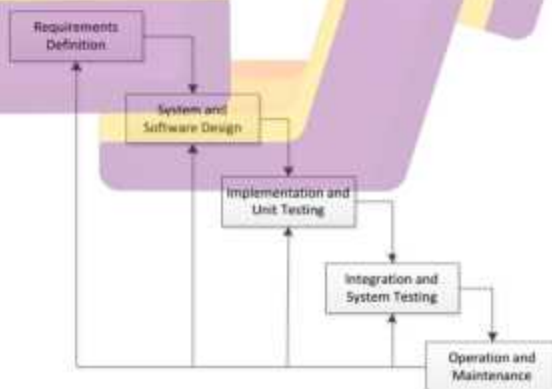 Requirements
Definition
System and
Software Design
Implementation and
Unit Testing
Integration and
System Testing
Operation and
Maintenance